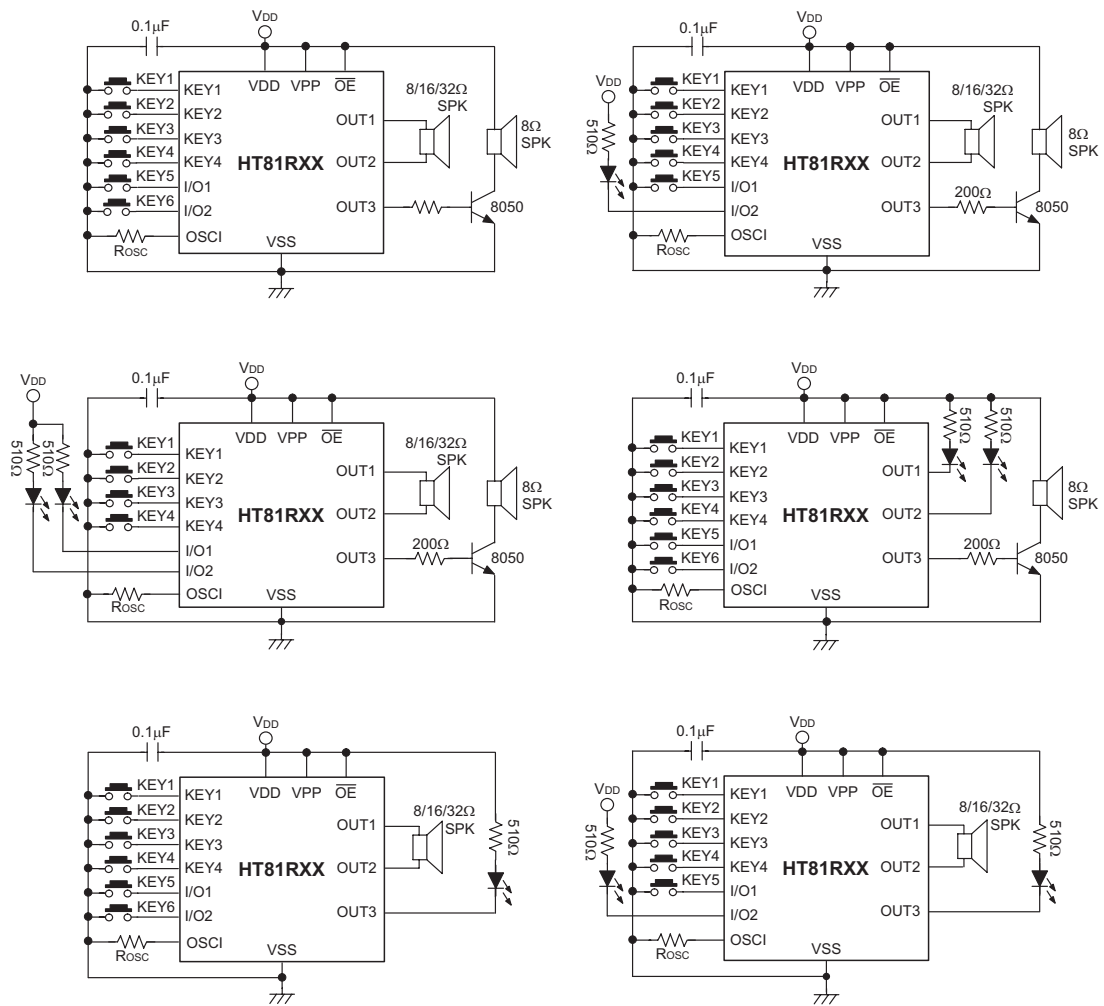 VDD
0.1μF
KEY1
KEY2
KEY3
KEY4
KEY5
KEY6
KEY1
KEY2
KEY3
KEY4
I/O1
I/O2
OSCI
ROSC
VDD
VPP
OE
HT81RXX
VSS
OUT1
OUT2
OUT3
8/16/32Ω
SPK
8Ω
SPK
8050
VDD
0.1μF
VDD
510Ω
KEY1
KEY2
KEY3
KEY4
KEY5
KEY1
KEY2
KEY3
KEY4
I/O1
I/O2
OSCI
ROSC
VDD
VPP
OE
HT81RXX
VSS
OUT1
OUT2
OUT3
8/16/32Ω
SPK
8Ω
SPK
200Ω
8050
VDD
0.1μF
VDD
510Ω
510Ω
KEY1
KEY2
KEY3
KEY4
KEY1
KEY2
KEY3
KEY4
I/O1
I/O2
OSCI
ROSC
VDD
VPP
OE
HT81RXX
VSS
OUT1
OUT2
OUT3
8/16/32Ω
SPK
8Ω
SPK
200Ω
8050
VDD
0.1μF
KEY1
KEY2
KEY3
KEY4
KEY5
KEY6
KEY1
KEY2
KEY3
KEY4
I/O1
I/O2
OSCI
ROSC
VDD
VPP
OE
HT81RXX
VSS
OUT1
OUT2
OUT3
510Ω
510Ω
8Ω
SPK
200Ω
8050
VDD
0.1μF
KEY1
KEY2
KEY3
KEY4
KEY5
KEY6
KEY1
KEY2
KEY3
KEY4
I/O1
I/O2
OSCI
ROSC
VDD
VPP
OE
HT81RXX
VSS
OUT1
OUT2
OUT3
8/16/32Ω
SPK
510Ω
VDD
0.1μF
VDD
510Ω
KEY1
KEY2
KEY3
KEY4
KEY5
KEY1
KEY2
KEY3
KEY4
I/O1
I/O2
OSCI
ROSC
VDD
VPP
OE
HT81RXX
VSS
OUT1
OUT2
OUT3
8/16/32Ω
SPK
510Ω